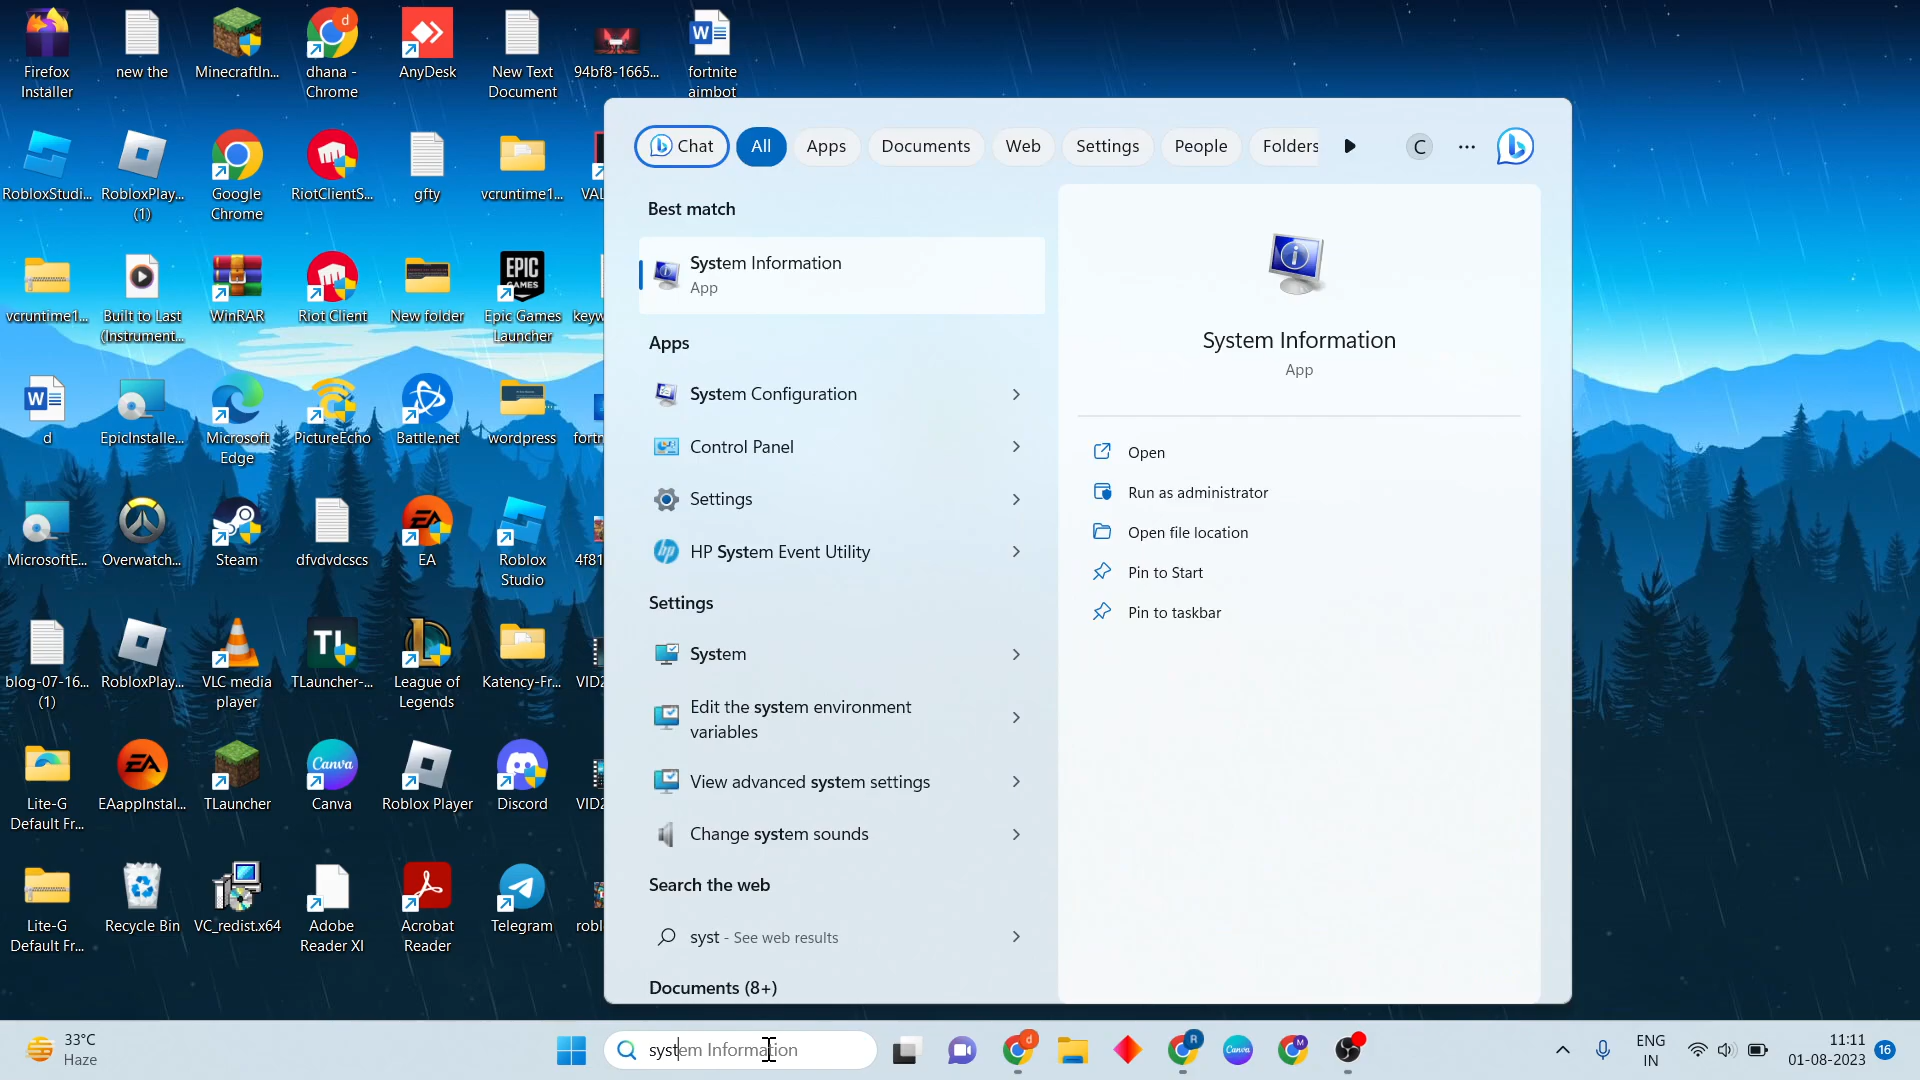 Firefox
Installer
new the
MinecraftIn...
dhana -
Chrome
AnyDesk
New Text
Document
94bf8-1665...
fortnite
aimbot
RobloxStudi...
RobloxPlay...
(1)
Google
Chrome
RiotClientS...
gfty
vcruntime1...
VAL
vcruntime1...
Built to Last
(Instrument...
WinRAR
Riot Client
New folder
EPIC
GAMES
Epic Games
Launcher
keyw
d
EpicInstalle...
Microsoft
Edge
PictureEcho
Battle.net
wordpress
fortn
MicrosoftE...
Overwatch...
Steam
dfvdvdcscs
EA
Roblox
Studio
4f81
blog-07-16...
(1)
RobloxPlay...
VLC media
player
TL
TLauncher-...
League of
Legends
Katency-Fr...
VID2
Lite-G
Default Fr...
EAappInstal...
TLauncher
Canva
Canva
Roblox Player
Discord
VID2
Lite-G
Default Fr...
Recycle Bin
VC_redist.x64
Adobe
Reader XI
Acrobat
Reader
Telegram
robl
Chat
All
Apps
Documents
Web
Settings
People
Folders
C
Best match
System Information
App
Apps
System Configuration
Control Panel
Settings
HP System Event Utility
Settings
System
Edit the system environment
variables
View advanced system settings
Change system sounds
Search the web
syst - See web results
Documents (8+)
System Information
App
Open
Run as administrator
Open file location
Pin to Start
Pin to taskbar
33°C
Haze
system Information
d
R
Canva
M
ENG
IN
11:11
01-08-2023
16